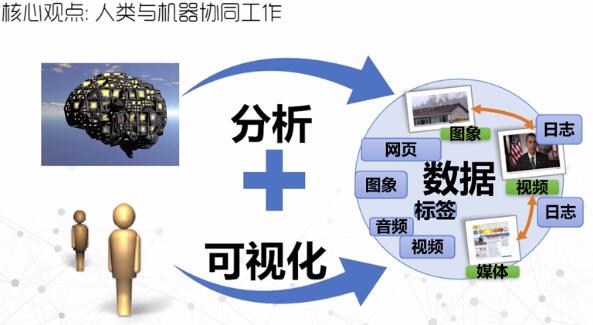 核心观点: 人类与机器协同工作
分析
可视化
图象
日志
网页
视频
图象
数据
标签
日志
音频
视频
媒体